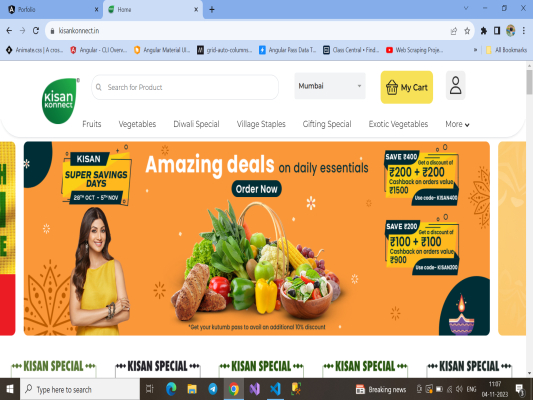 Porfolio
Home
kisankonnect.in
Animate.css | A cros...
Angular - CLI Overv...
Angular Material UI...
grid-auto-columns...
Angular Pass Data T...
Class Central • Find...
Web Scraping Proje...
All Bookmarks
KISAN
KONNECT
Search for Product
Mumbai
My Cart
Fruits
Vegetables
Diwali Special
Village Staples
Gifting Special
Exotic Vegetables
More
KISAN
SUPER SAVINGS
DAYS
28TH OCT - 5TH NOV
Amazing deals on daily essentials
Order Now
SAVE ₹400
Get a discount of
₹200 + ₹200
Cashback on orders value
₹1500
Use code- KISAN400
SAVE ₹200
Get a discount of
₹100 + ₹100
Cashback on orders value
₹900
Use code- KISAN200
*Get your kutumb pass to avail an additional 10% discount
KISAN SPECIAL
KISAN SPECIAL
KISAN SPECIAL
KISAN SPECIAL
KISAN SPECIAL
Type here to search
Breaking news
ENG
11:07
04-11-2023